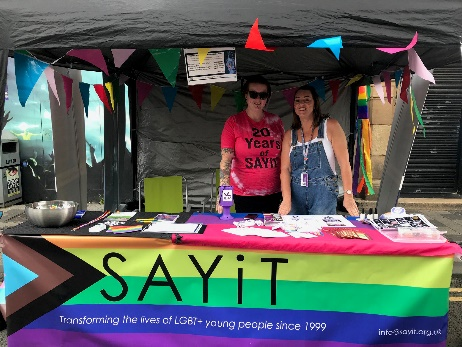 20
Years
of
SAYiT
SAYiT
Transforming the lives of LGBT+ young people since 1999
info@sayit.org.uk